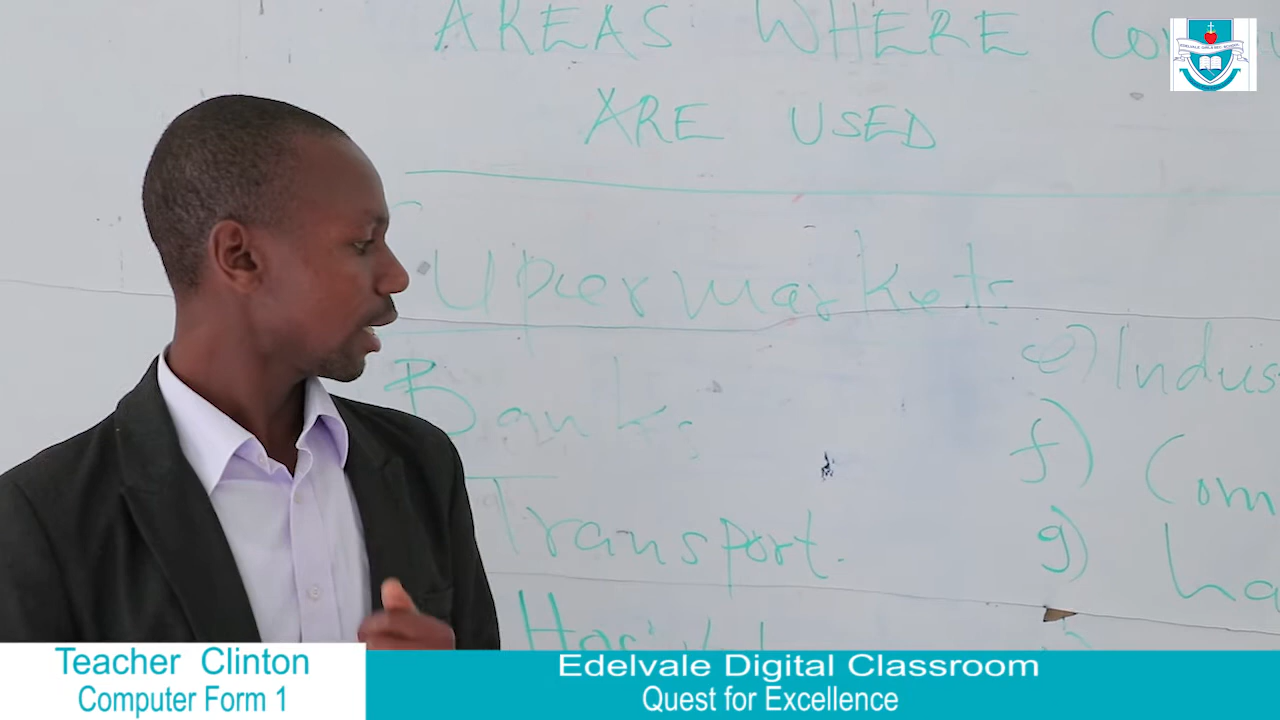 AREAS WHERE
ARE USED
upermarkets
Banks
Transport.
e) Indus
f) Com
g)
Teacher Clinton
Computer Form 1
Edelvale Digital Classroom
Quest for Excellence